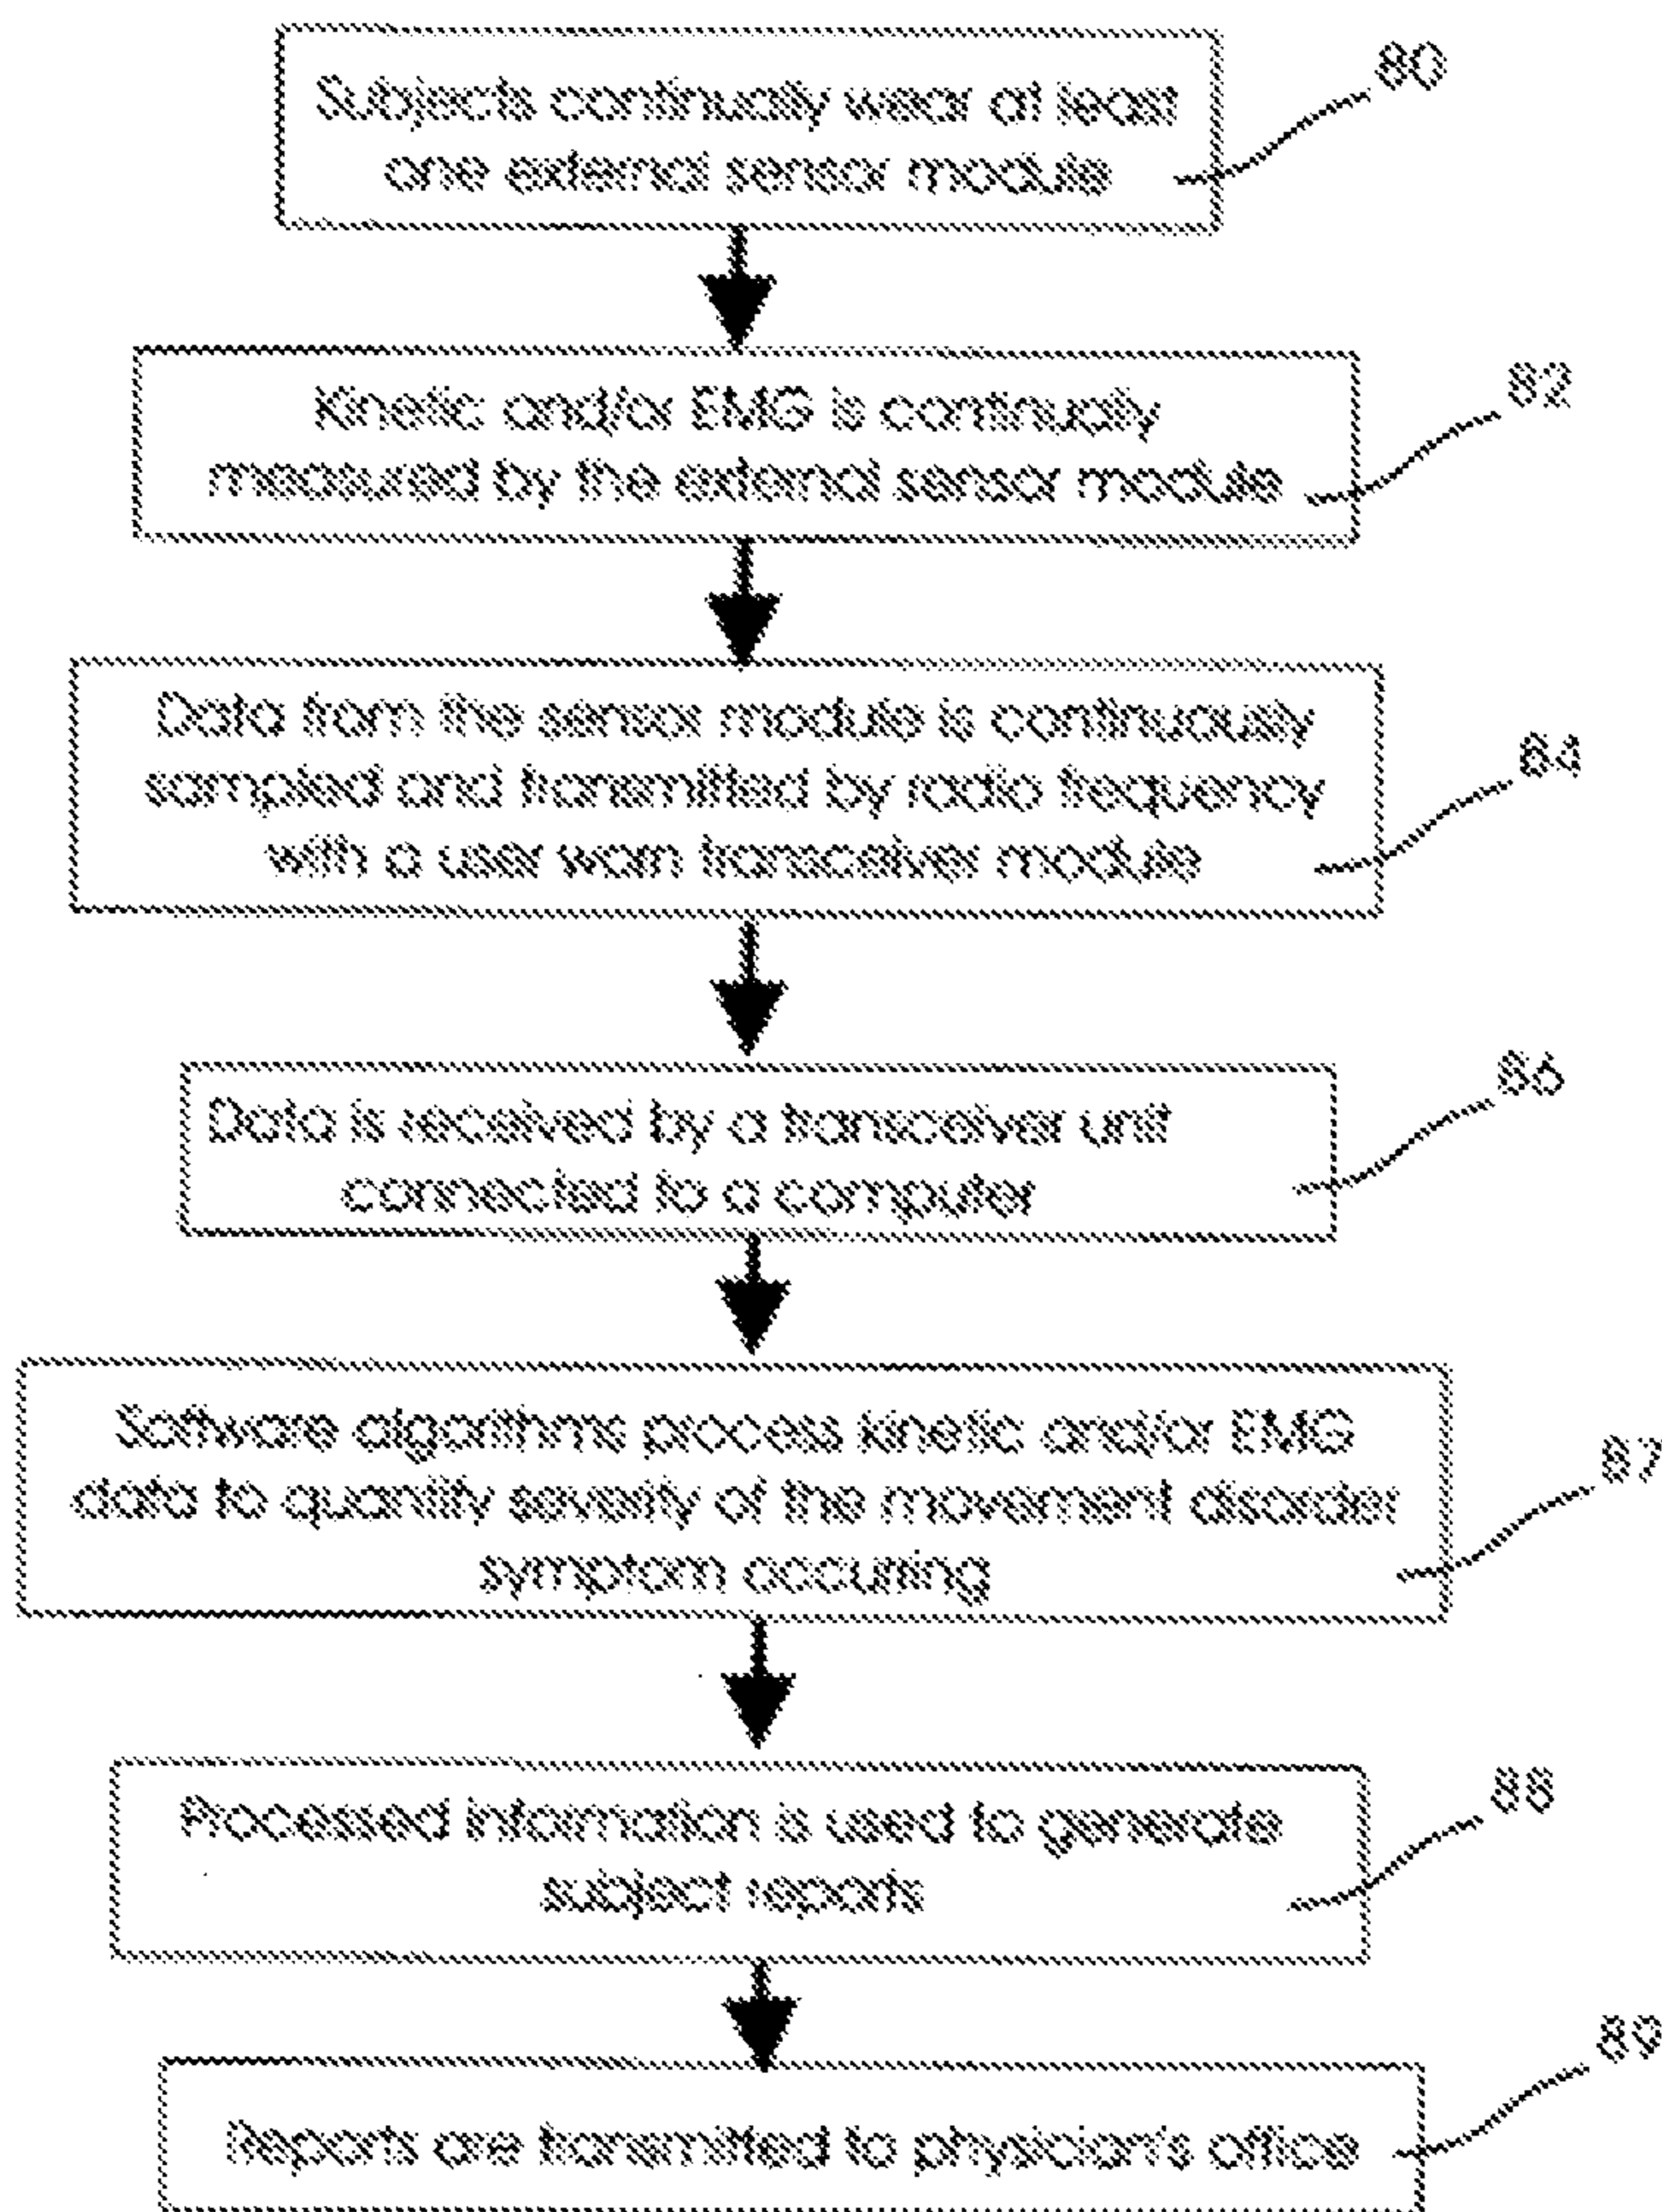 Subjects continually wear at least
one external sensor module
80
Kinetic and/or EMG is continually
measured by the external sensor module
82
Data from the sensor module is continuously
sampled and transmitted by radio frequency
with a user worn transceiver module
84
Data is received by a transceiver unit
connected to a computer
86
Software algorithms process kinetic and/or EMG
data to quantify severity of the movement disorder
symptom occurring
87
Processed information is used to generate
subject reports
88
Reports are transmitted to physician's office
89